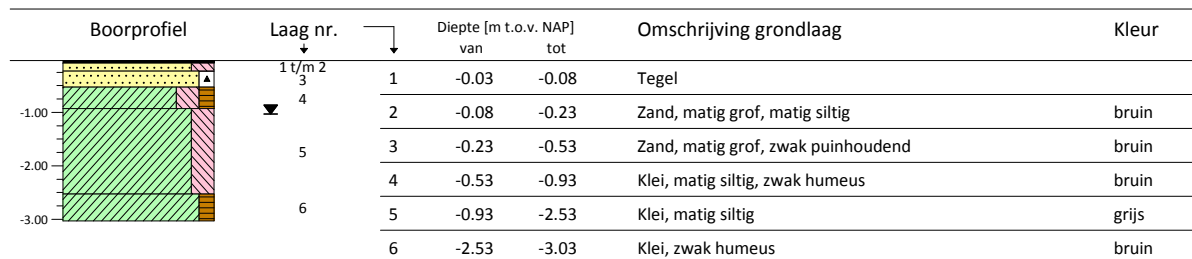 Boorprofiel Laag nr. Diepte [m t.o.v. NAP] Omschrijving grondlaag Kleur
van tot
1 t/m 2
3
4
5
6
-1.00
-2.00
-3.00
1 -0.03 -0.08 Tegel
2 -0.08 -0.23 Zand, matig grof, matig siltig bruin
3 -0.23 -0.53 Zand, matig grof, zwak puinhoudend bruin
4 -0.53 -0.93 Klei, matig siltig, zwak humeus bruin
5 -0.93 -2.53 Klei, matig siltig grijs
6 -2.53 -3.03 Klei, zwak humeus bruin